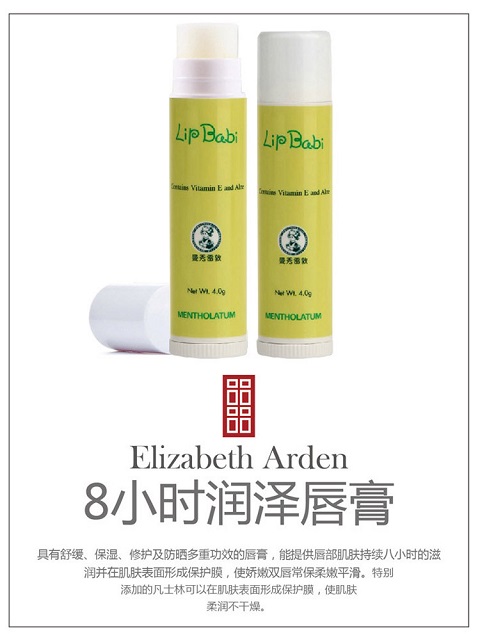 LipBabi
Contains Vitamin E and Aloe
曼秀雷敦
Net Wt. 4.0g
MENTHOLATUM
LipBabi
Contains Vitamin E and Aloe
曼秀雷敦
Net Wt. 4.0g
MENTHOLATUM
Elizabeth Arden
8小时润泽唇膏
具有舒缓、保湿、修护及防晒多重功效的唇膏，能提供唇部肌肤持续八小时的滋
润并在肌肤表面形成保护膜，使娇嫩双唇常保柔嫩平滑。特别
添加的凡士林可以在肌肤表面形成保护膜，使肌肤
柔润不干燥。